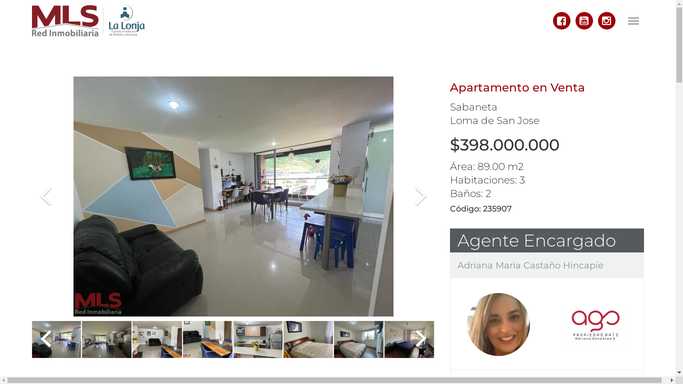 MLS
Red Inmobiliaria
La Lonja
Apartamento en Venta
Sabaneta
Loma de San Jose
$398.000.000
Área: 89.00 m2
Habitaciones: 3
Baños: 2
Código: 235907
MLS
Red Inmobiliaria
Agente Encargado
Adriana Maria Castaño Hincapie
ago